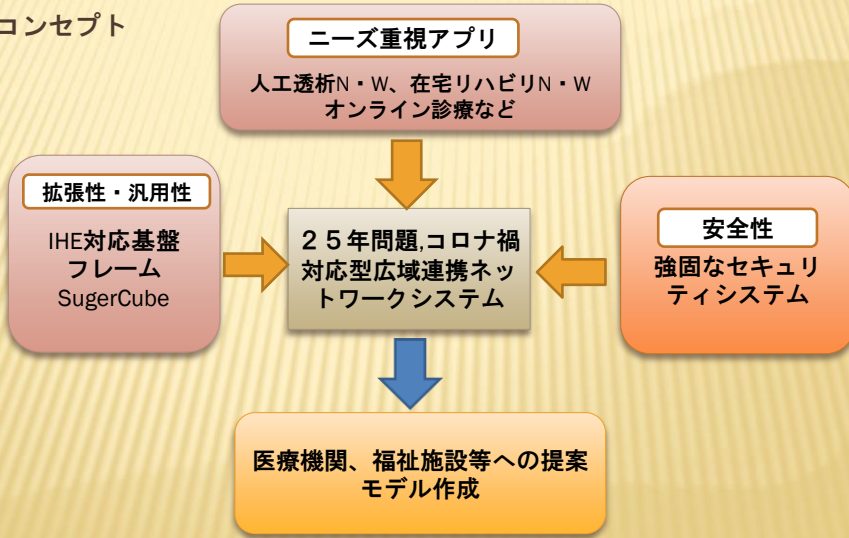 コンセプト
ニーズ重視アプリ
人工透析N・W、在宅リハビリN・W
オンライン診療など
拡張性・汎用性
IHE対応基盤
フレーム
SugerCube
２５年問題,コロナ禍
対応型広域連携ネッ
トワークシステム
安全性
強固なセキュリ
ティシステム
医療機関、福祉施設等への提案
モデル作成